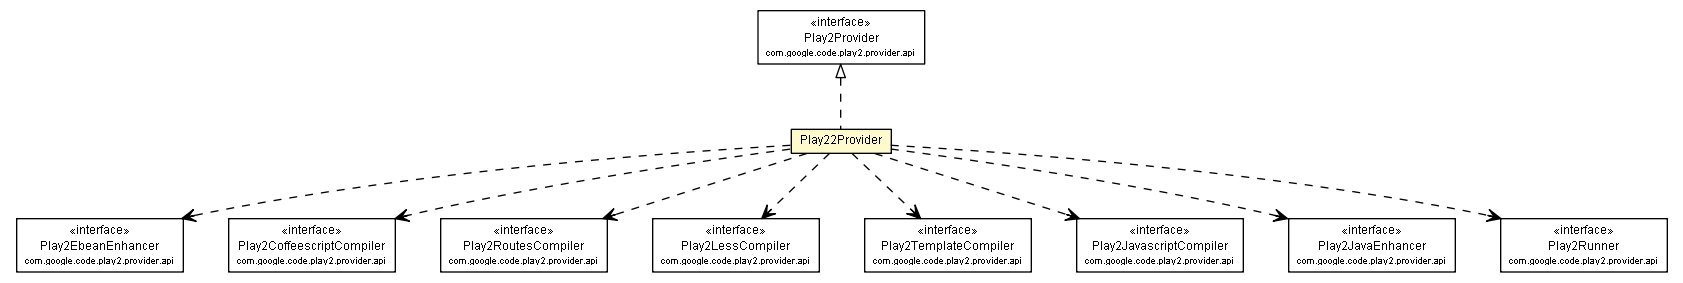 «interface»
Play2Provider
com.google.code.play2.provider.api
Play22Provider
«interface»
Play2EbeanEnhancer
com.google.code.play2.provider.api
«interface»
Play2CoffeescriptCompiler
com.google.code.play2.provider.api
«interface»
Play2RoutesCompiler
com.google.code.play2.provider.api
«interface»
Play2LessCompiler
com.google.code.play2.provider.api
«interface»
Play2TemplateCompiler
com.google.code.play2.provider.api
«interface»
Play2JavascriptCompiler
com.google.code.play2.provider.api
«interface»
Play2JavaEnhancer
com.google.code.play2.provider.api
«interface»
Play2Runner
com.google.code.play2.provider.api